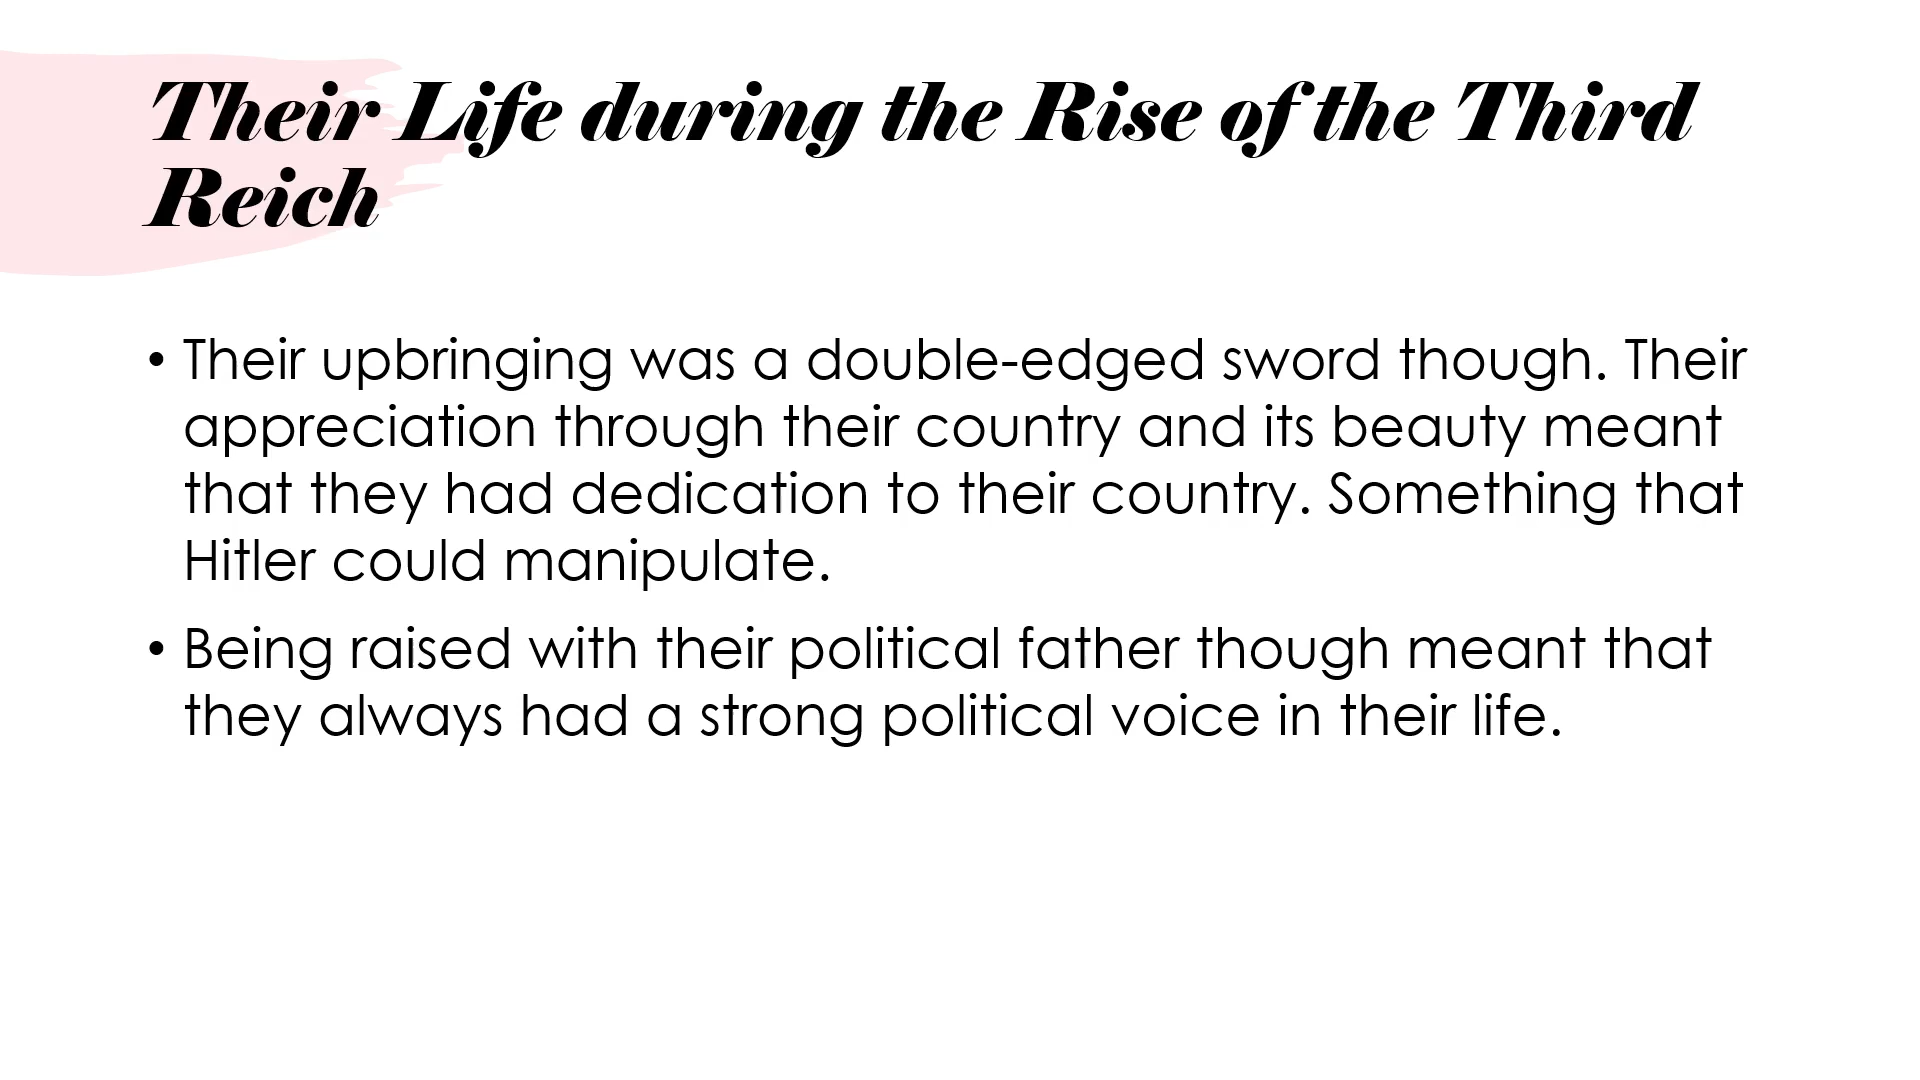 Their Life during the Rise of the Third
Reich
• Their upbringing was a double-edged sword though. Their
appreciation through their country and its beauty meant
that they had dedication to their country. Something that
Hitler could manipulate.
• Being raised with their political father though meant that
they always had a strong political voice in their life.